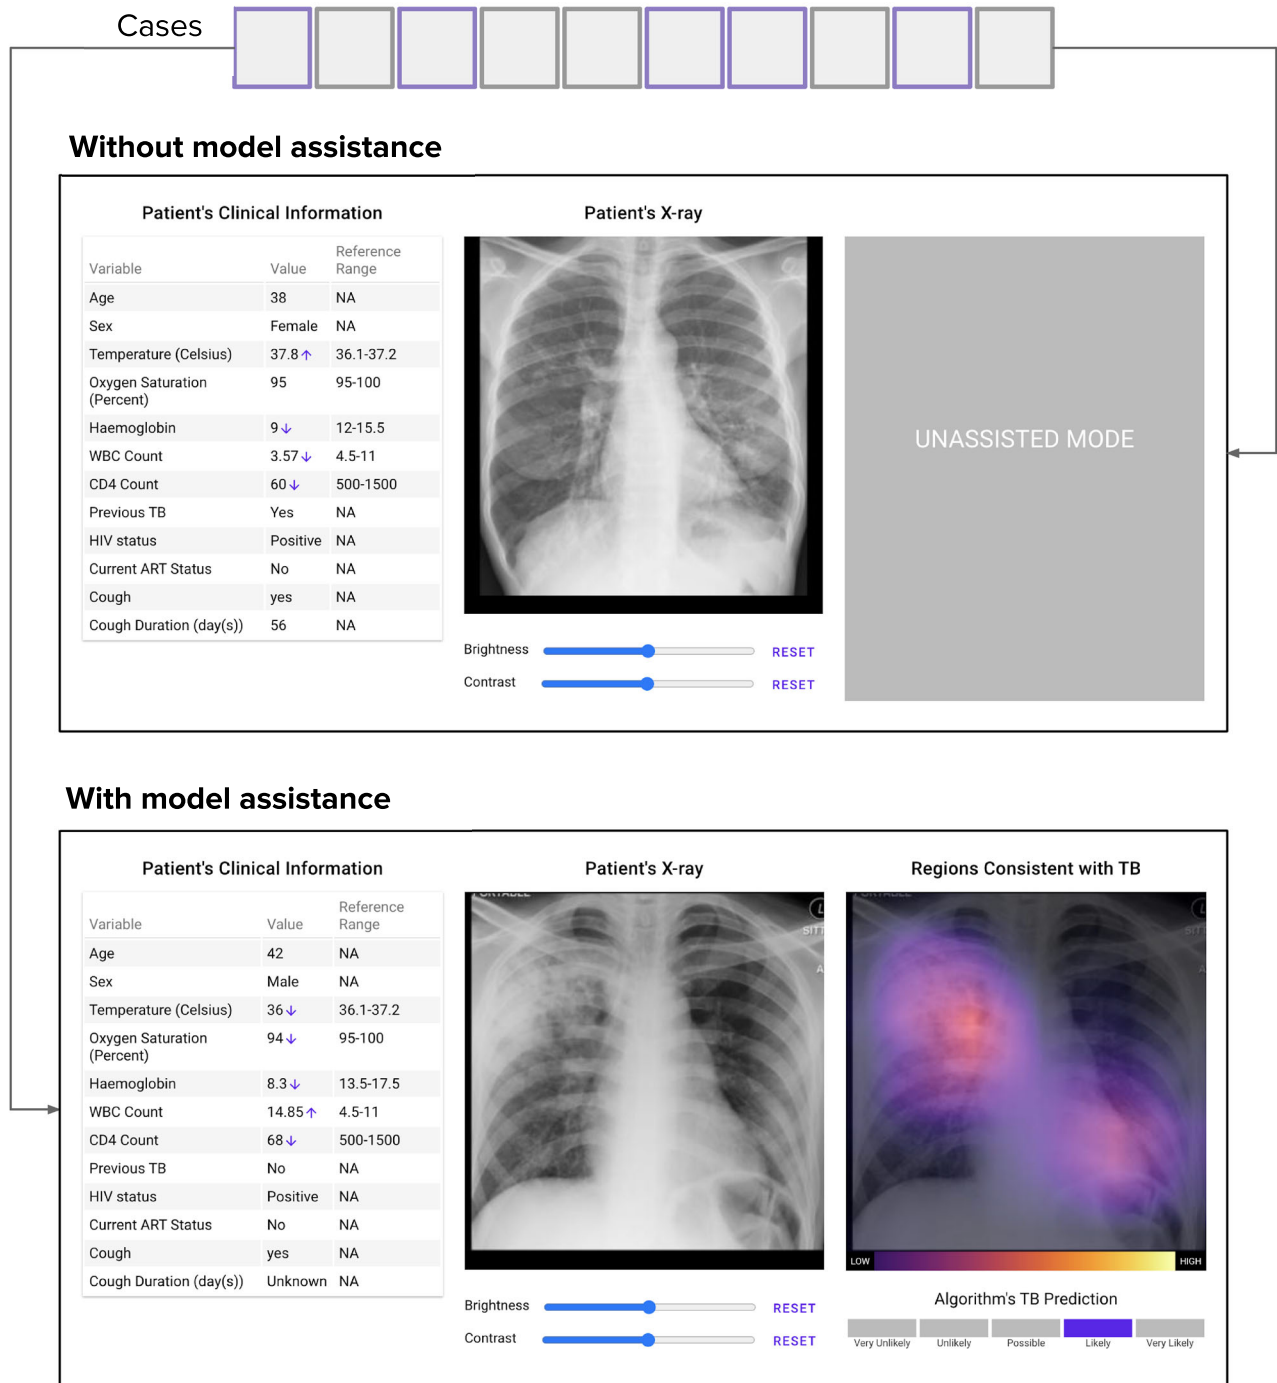 Cases
Without model assistance
Patient's Clinical Information
Variable Value Reference Range
Age 38 NA
Sex Female NA
Temperature (Celsius) 37.8↑ 36.1-37.2
Oxygen Saturation (Percent) 95 95-100
Haemoglobin 9↓ 12-15.5
WBC Count 3.57↓ 4.5-11
CD4 Count 60↓ 500-1500
Previous TB Yes NA
HIV status Positive NA
Current ART Status No NA
Cough yes NA
Cough Duration (day(s)) 56 NA
Patient's X-ray
Brightness RESET
Contrast RESET
UNASSISTED MODE
With model assistance
Patient's Clinical Information
Variable Value Reference Range
Age 42 NA
Sex Male NA
Temperature (Celsius) 36↓ 36.1-37.2
Oxygen Saturation (Percent) 94↓ 95-100
Haemoglobin 8.3↓ 13.5-17.5
WBC Count 14.85↑ 4.5-11
CD4 Count 68↓ 500-1500
Previous TB No NA
HIV status Positive NA
Current ART Status No NA
Cough yes NA
Cough Duration (day(s)) Unknown NA
Patient's X-ray
L
Brightness RESET
Contrast RESET
Regions Consistent with TB
LOW HIGH
Algorithm's TB Prediction
Very Unlikely Unlikely Possible Likely Very Likely